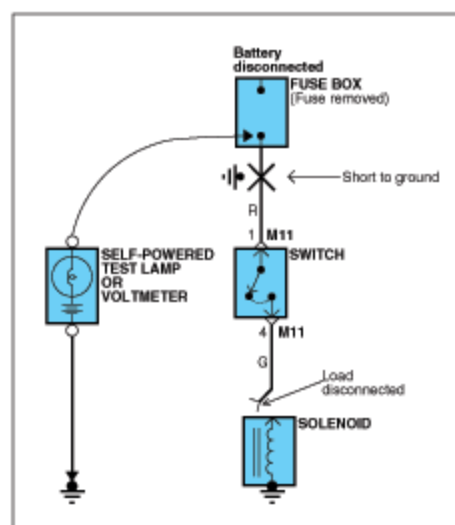 Battery
disconnected
FUSE BOX
(Fuse removed)
Short to ground
R
1 M11
SWITCH
SELF-POWERED
TEST LAMP
OR
VOLTMETER
4 M11
G
Load
disconnected
SOLENOID